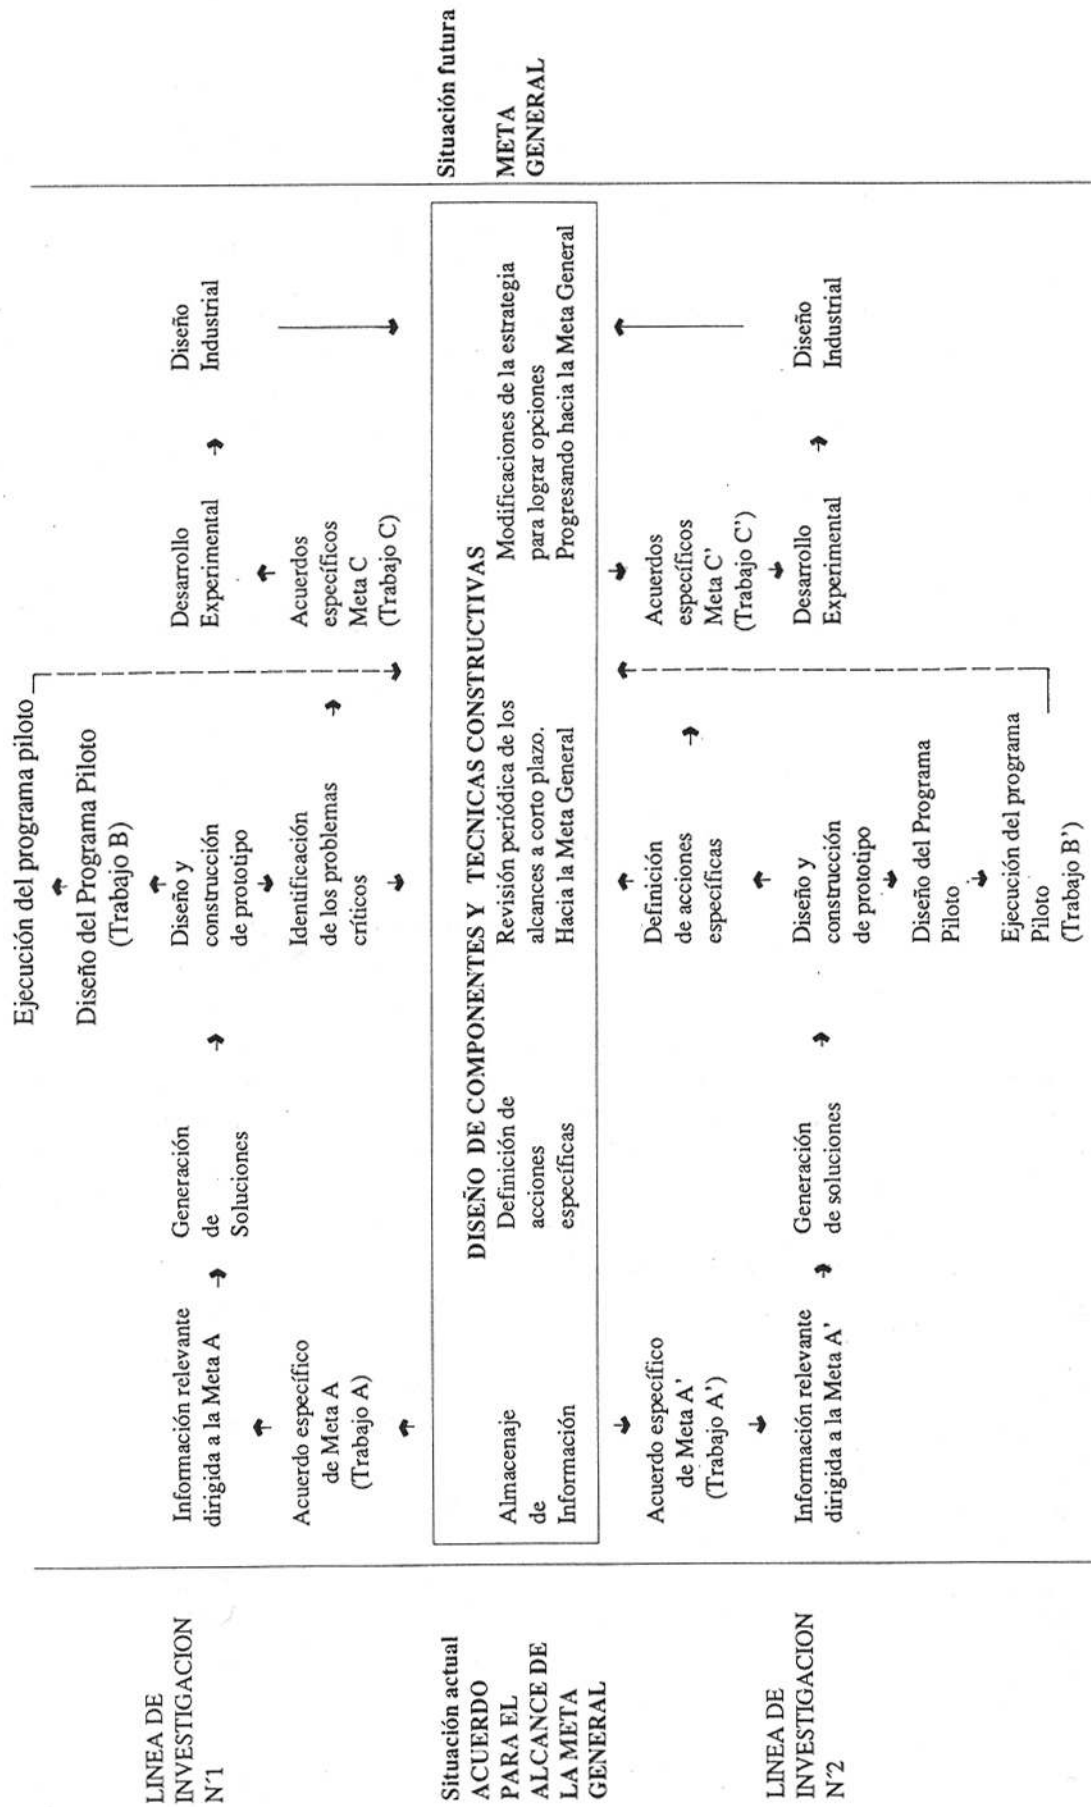 Ejecución del programa piloto
Diseño del Programa Piloto
(Trabajo B)
LINEA DE
INVESTIGACION
N´1
Información relevante
dirigida a la Meta A
Generación
de
Soluciones
Diseño y
construcción
de prototipo
Desarrollo
Experimental
Diseño
Industrial
Acuerdo específico
de Meta A
(Trabajo A)
Identificación
de los problemas
críticos
Acuerdos
específicos
Meta C
(Trabajo C)
Situación actual
ACUERDO
PARA EL
ALCANCE DE
LA META
GENERAL
DISEÑO DE COMPONENTES Y TECNICAS CONSTRUCTIVAS
Almacenaje
de
Información
Definición de
acciones
específicas
Revisión periódica de los
alcances a corto plazo.
Hacia la Meta General
Modificaciones de la estrategia
para lograr opciones
Progresando hacia la Meta General
Situación futura
META
GENERAL
Acuerdo específico
de Meta A'
(Trabajo A')
Definición
de acciones
específicas
Acuerdos
específicos
Meta C'
(Trabajo C')
LINEA DE
INVESTIGACION
N´2
Información relevante
dirigida a la Meta A'
Generación
de soluciones
Diseño y
construcción
de prototipo
Desarrollo
Experimental
Diseño
Industrial
Diseño del Programa
Piloto
Ejecución del programa
Piloto
(Trabajo B')